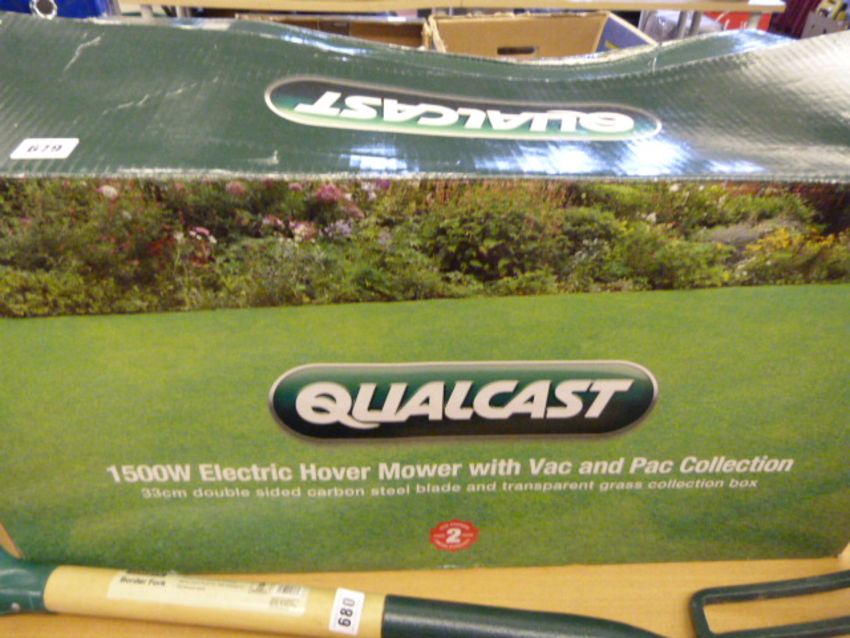 QUALCAST
679
QUALCAST
1500W Electric Hover Mower with Vac and Pac Collection
33cm double sided carbon steel blade and transparent grass collection box
2
Border Fork
680